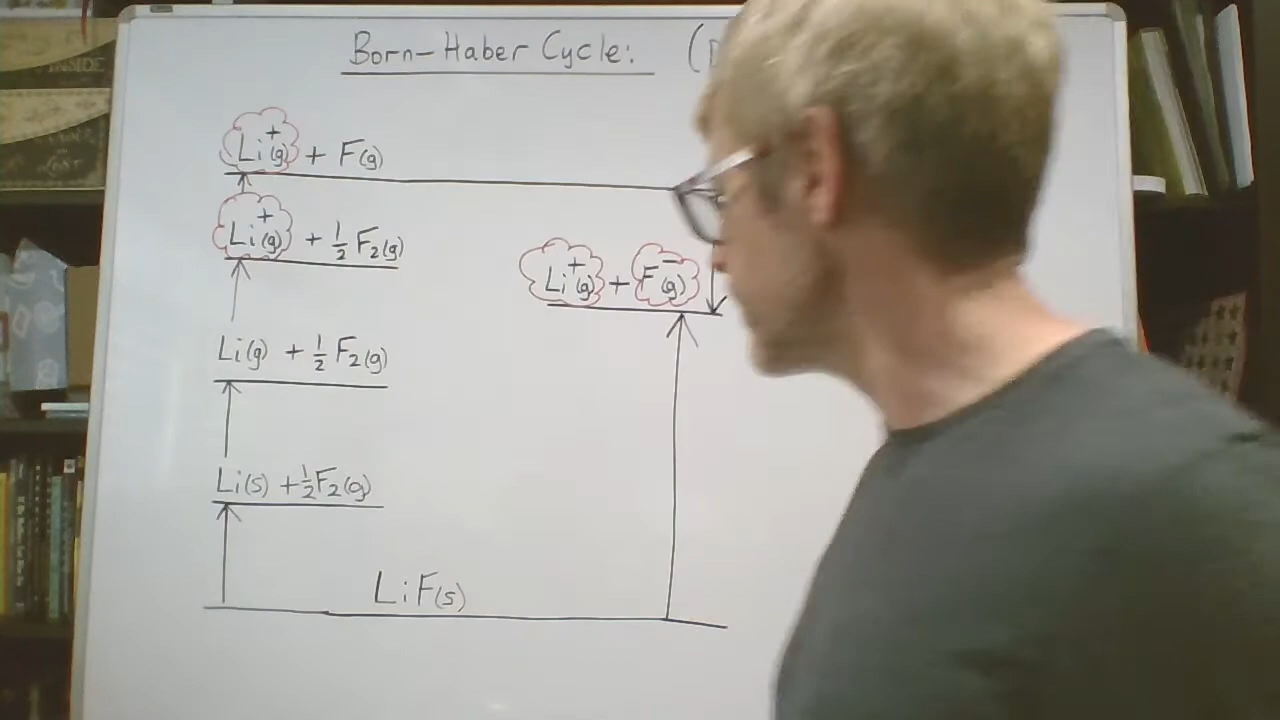 Born-Haber Cycle: (
Li⁺(g) + F(g)
Li⁺(g) + ½ F₂(g)
Li⁺(g) + F⁻(g)
Li(g) + ½ F₂(g)
Li(s) + ½ F₂(g)
LiF(s)